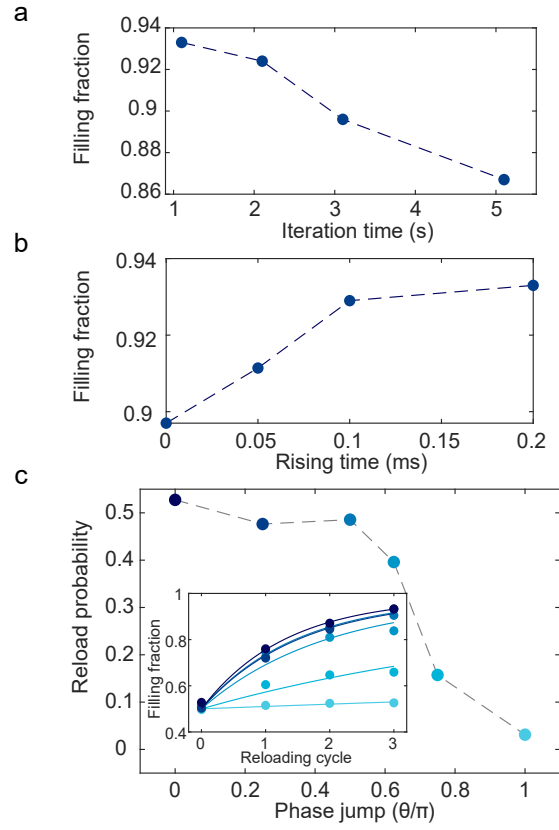 a
0.94
0.92
0.9
0.88
0.86
Filling fraction
1 2 3 4 5
Iteration time (s)
b
0.94
0.92
0.9
Filling fraction
0 0.05 0.1 0.15 0.2
Rising time (ms)
c
0.5
0.4
0.3
0.2
0.1
0
Reload probability
1
0.8
0.6
0.4
Filling fraction
0 1 2 3
Reloading cycle
0 0.2 0.4 0.6 0.8 1
Phase jump (θ/π)